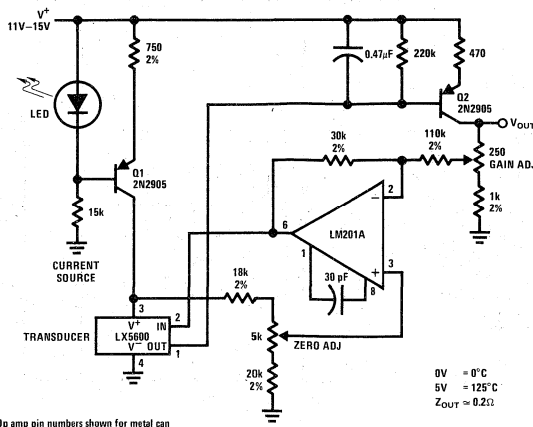 V+
11V–15V
750
2%
0.47µF
220k
470
LED
Q2
2N2905
VOUT
Q1
2N2905
30k
2%
110k
2%
250
GAIN ADJ
15k
6
2
−
LM201A
1k
2%
1
30 pF
8
+
3
CURRENT
SOURCE
18k
2%
3
TRANSDUCER
V+
IN
2
LX5600
V−
OUT
1
4
5k
ZERO ADJ
20k
2%
0V = 0°C
5V = 125°C
ZOUT ≃ 0.2Ω
Op amp pin numbers shown for metal can